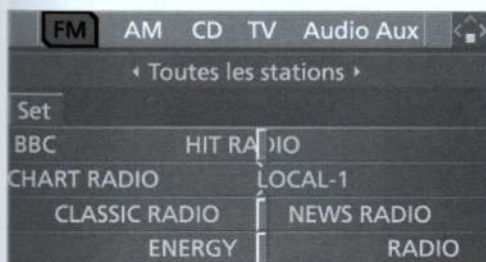 FM AM CD TV Audio Aux
Toutes les stations
Set
BBC HIT RADIO
CHART RADIO LOCAL-1
CLASSIC RADIO NEWS RADIO
ENERGY RADIO